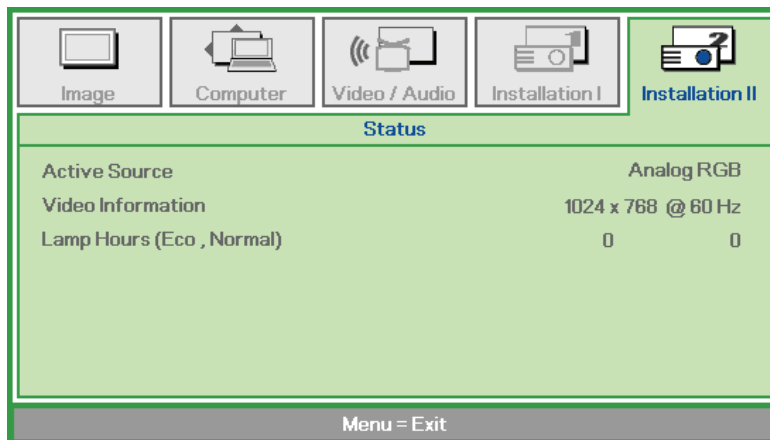 Image Computer Video / Audio Installation I Installation II
Status
Active Source Analog RGB
Video Information 1024 x 768 @ 60 Hz
Lamp Hours (Eco , Normal) 0 0
Menu = Exit